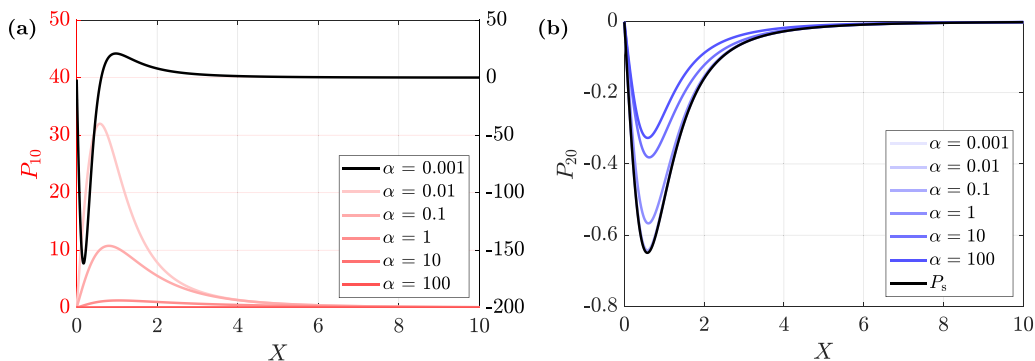 (a)
50
40
30
20
10
0
P10
50
0
-50
-100
-150
-200
0 2 4 6 8 10
X
α = 0.001
α = 0.01
α = 0.1
α = 1
α = 10
α = 100
(b)
0
-0.2
-0.4
-0.6
-0.8
P20
0 2 4 6 8 10
X
α = 0.001
α = 0.01
α = 0.1
α = 1
α = 10
α = 100
Ps